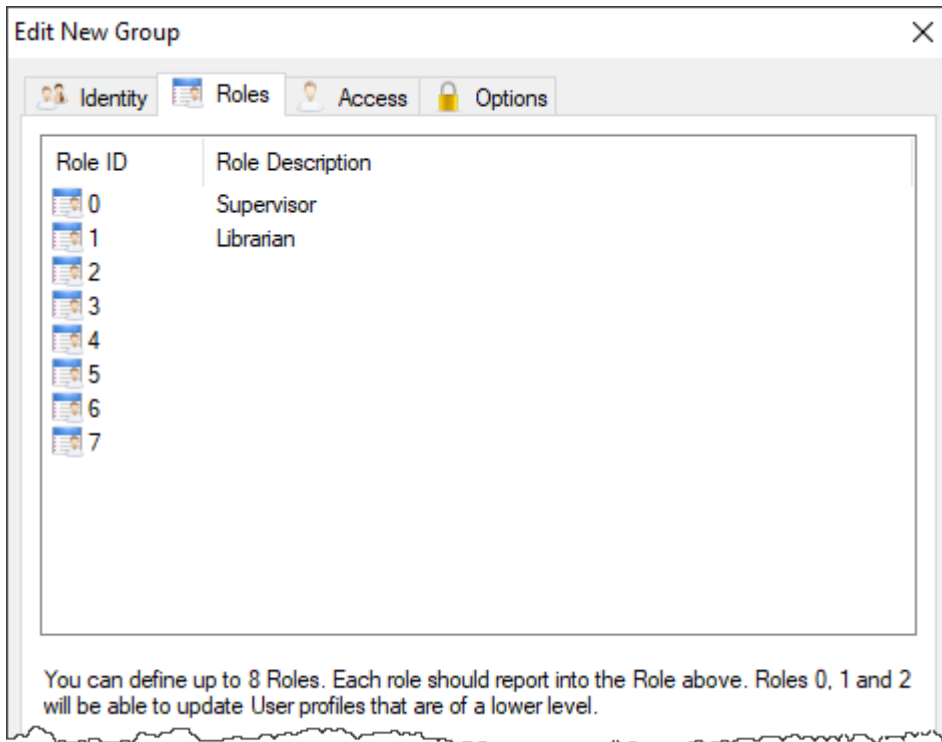 Edit New Group
Identity Roles Access Options
Role ID Role Description
0 Supervisor
1 Librarian
2
3
4
5
6
7
You can define up to 8 Roles. Each role should report into the Role above. Roles 0, 1 and 2
will be able to update User profiles that are of a lower level.